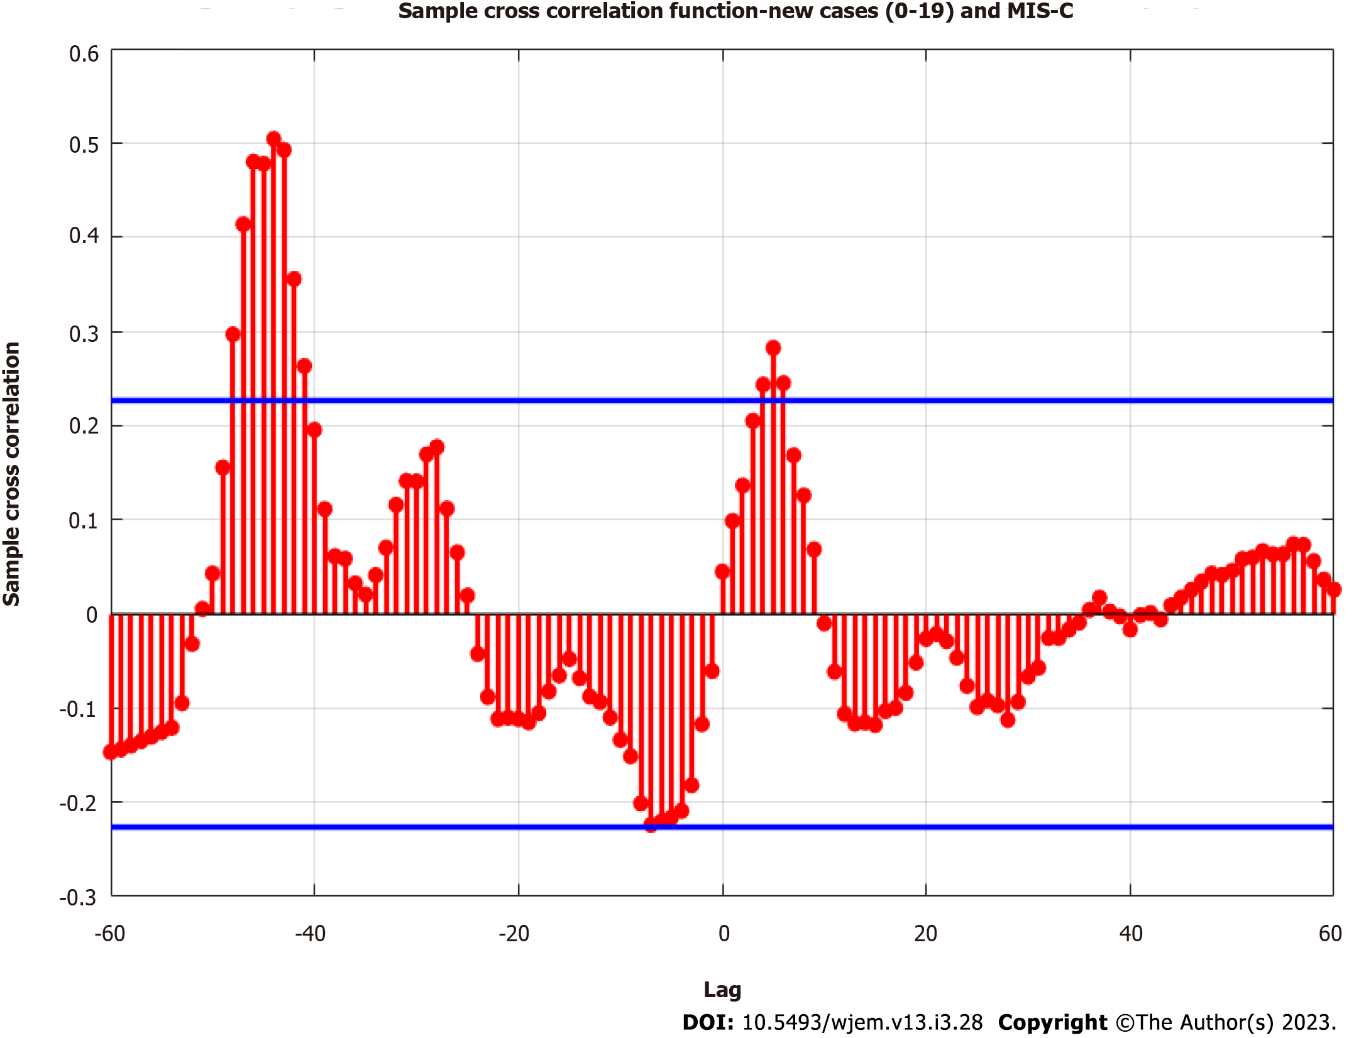 Sample cross correlation function-new cases (0-19) and MIS-C
0.6
0.5
0.4
0.3
0.2
0.1
0
-0.1
-0.2
-0.3
Sample cross correlation
-60 -40 -20 0 20 40 60
Lag
DOI: 10.5493/wjem.v13.i3.28 Copyright ©The Author(s) 2023.